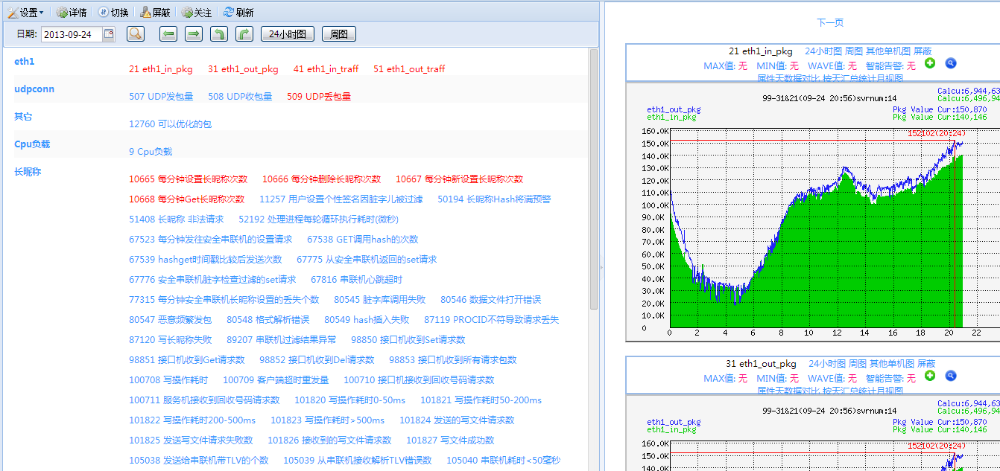 设置 详情 切换 屏蔽 关注 刷新
日期: 2013-09-24 24小时图 周图
eth1
21 eth1_in_pkg 31 eth1_out_pkg 41 eth1_in_traff 51 eth1_out_traff
udpconn
507 UDP发包量 508 UDP收包量 509 UDP丢包量
其它
12760 可以优化的包
Cpu负载
9 Cpu负载
长昵称
10665 每分钟设置长昵称次数 10666 每分钟删除长昵称次数 10667 每分钟新设置长昵称次数
10668 每分钟Get长昵称次数 11257 用户设置个性签名因脏字儿被过滤 50194 长昵称Hash将满预警
51408 长昵称 非法请求 52192 处理进程每轮循环执行耗时(微秒)
67523 每分钟发往安全串联机的设置请求 67538 GET调用hash的次数
67539 hashget时间戳比较后发送次数 67775 从安全串联机返回的set请求
67776 安全串联机脏字检查过滤的set请求 67816 串联机心跳超时
77315 每分钟安全串联机长昵称设置的丢失个数 80545 脏字库调用失败 80546 数据文件打开错误
80547 恶意频繁发包 80548 格式解析错误 80549 hash插入失败 87119 PROCID不符导致请求丢失
87120 写长昵称失败 89207 串联机过滤结果异常 98850 接口机收到Set请求数
98851 接口机收到Get请求数 98852 接口机收到Del请求数 98853 接口机收到所有请求包数
100708 写操作耗时 100709 客户端超时重发量 100710 接口机接收到回收号码请求数
100711 服务机接收到回收号码请求数 101820 写操作耗时0-50ms 101821 写操作耗时50-200ms
101822 写操作耗时200-500ms 101823 写操作耗时>500ms 101824 发送的写文件请求数
101825 发送写文件请求失败数 101826 接收到的写文件请求数 101827 写文件成功数
105038 发送给串联机带TLV的个数 105039 从串联机接收解析TLV错误数 105040 串联机耗时<50毫秒
下一页
21 eth1_in_pkg 24小时图 周图 其他单机图 屏蔽
MAX值: 无 MIN值: 无 WAVE值: 无 智能告警: 无
属性天数据对比 按天汇总统计月视图
Calcu:6,944,63
99-31&21(09-24 20:56)svrnum:14 Calcu:6,496,94
eth1_out_pkg Pkg Value Cur:150,870
eth1_in_pkg Pkg Value Cur:140,146
160.0K 152102(20:24)
150.0K
140.0K
130.0K
120.0K
110.0K
100.0K
90.0K
80.0K
70.0K
60.0K
50.0K
40.0K
30.0K
20.0K
10.0K
0
0 2 4 6 8 10 12 14 16 18 20 22
31 eth1_out_pkg 24小时图 周图 其他单机图 屏蔽
MAX值: 无 MIN值: 无 WAVE值: 无 智能告警: 无
属性天数据对比 按天汇总统计月视图
Calcu:6,944,63
99-31&21(09-24 20:56)svrnum:14 Calcu:6,496,94
eth1_out_pkg Pkg Value Cur:150,870
eth1_in_pkg Pkg Value Cur:140,146
160.0K 152102(20:24)
150.0K
140.0K